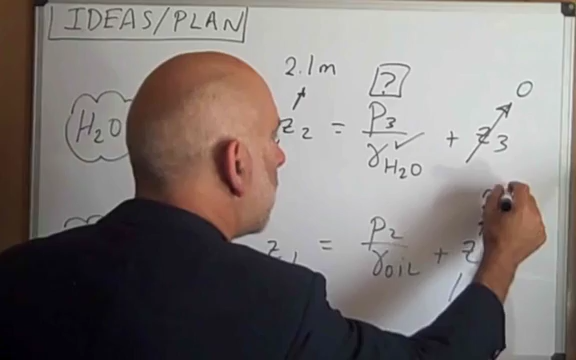 IDEAS/PLAN
2.1m ?
H2O z2 = P3/γH2O ✓ + z3 0
z1 = P2/γOIL + z